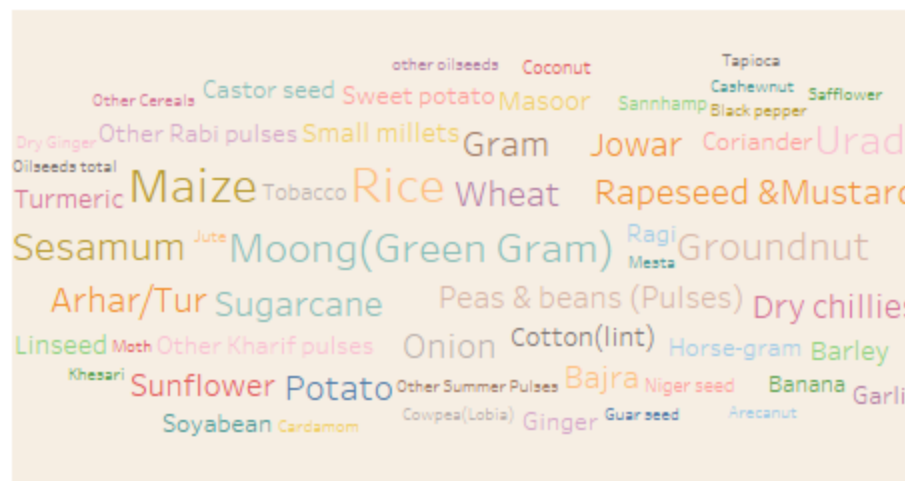 other oilseeds Coconut Tapioca
Other Cereals Castor seed Sweet potato Masoor Sannhamp Cashewnut Safflower
Black pepper
Dry Ginger Other Rabi pulses Small millets Gram Jowar Coriander Urad
Oilseeds total
Turmeric Maize Tobacco Rice Wheat Rapeseed &Mustard
Sesamum Jute Moong(Green Gram) Ragi Groundnut
Mesta
Arhar/Tur Sugarcane Peas & beans (Pulses) Dry chillies
Linseed Moth Other Kharif pulses Onion Cotton(lint) Horse-gram Barley
Khesari Sunflower Potato Other Summer Pulses Bajra Niger seed Banana Garli
Soyabean Cardamom Cowpea(Lobia) Ginger Guar seed Arecanut